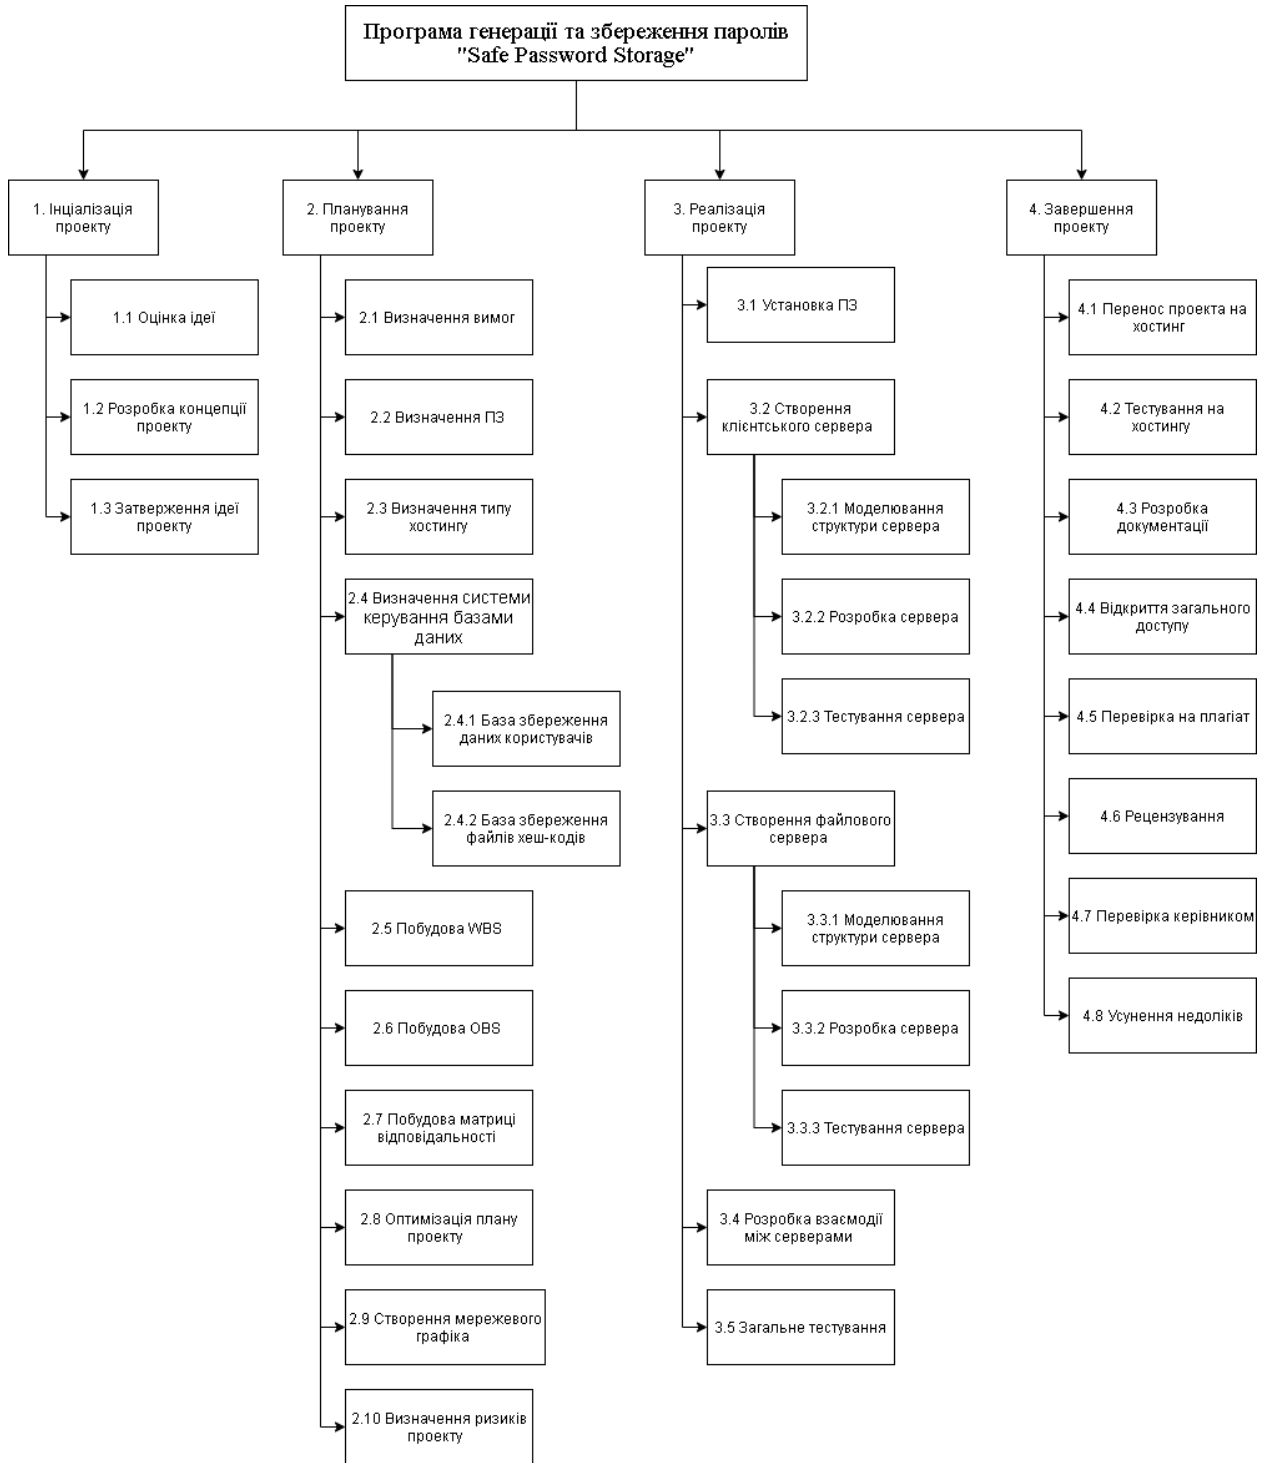 Програма генерації та збереження паролів
"Safe Password Storage"
1. Інціалізація
проекту
1.1 Оцінка ідеї
1.2 Розробка концепції
проекту
1.3 Затверження ідеї
проекту
2. Планування
проекту
2.1 Визначення вимог
2.2 Визначення ПЗ
2.3 Визначення типу
хостингу
2.4 Визначення системи
керування базами
даних
2.4.1 База збереження
даних користувачів
2.4.2 База збереження
файлів хеш-кодів
2.5 Побудова WBS
2.6 Побудова OBS
2.7 Побудова матриці
відповідальності
2.8 Оптимізація плану
проекту
2.9 Створення мережевого
графіка
2.10 Визначення ризиків
проекту
3. Реалізація
проекту
3.1 Установка ПЗ
3.2 Створення
клієнтського сервера
3.2.1 Моделювання
структури сервера
3.2.2 Розробка сервера
3.2.3 Тестування сервера
3.3 Створення файлового
сервера
3.3.1 Моделювання
структури сервера
3.3.2 Розробка сервера
3.3.3 Тестування сервера
3.4 Розробка взаємодії
між серверами
3.5 Загальне тестування
4. Завершення
проекту
4.1 Перенос проекта на
хостинг
4.2 Тестування на
хостингу
4.3 Розробка
документації
4.4 Відкриття загального
доступу
4.5 Перевірка на плагіат
4.6 Рецензування
4.7 Перевірка керівником
4.8 Усунення недоліків